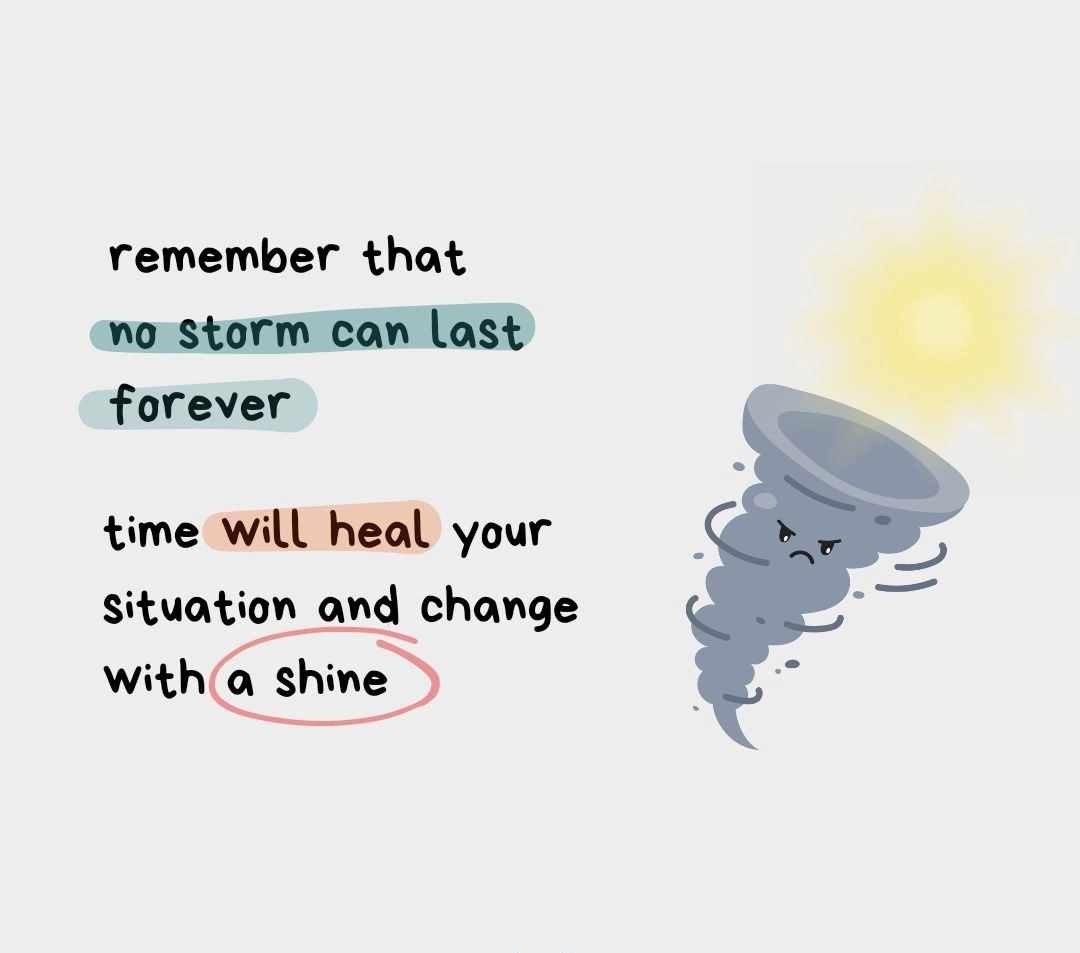 remember that
no storm can last
forever
time will heal your
situation and change
with a shine